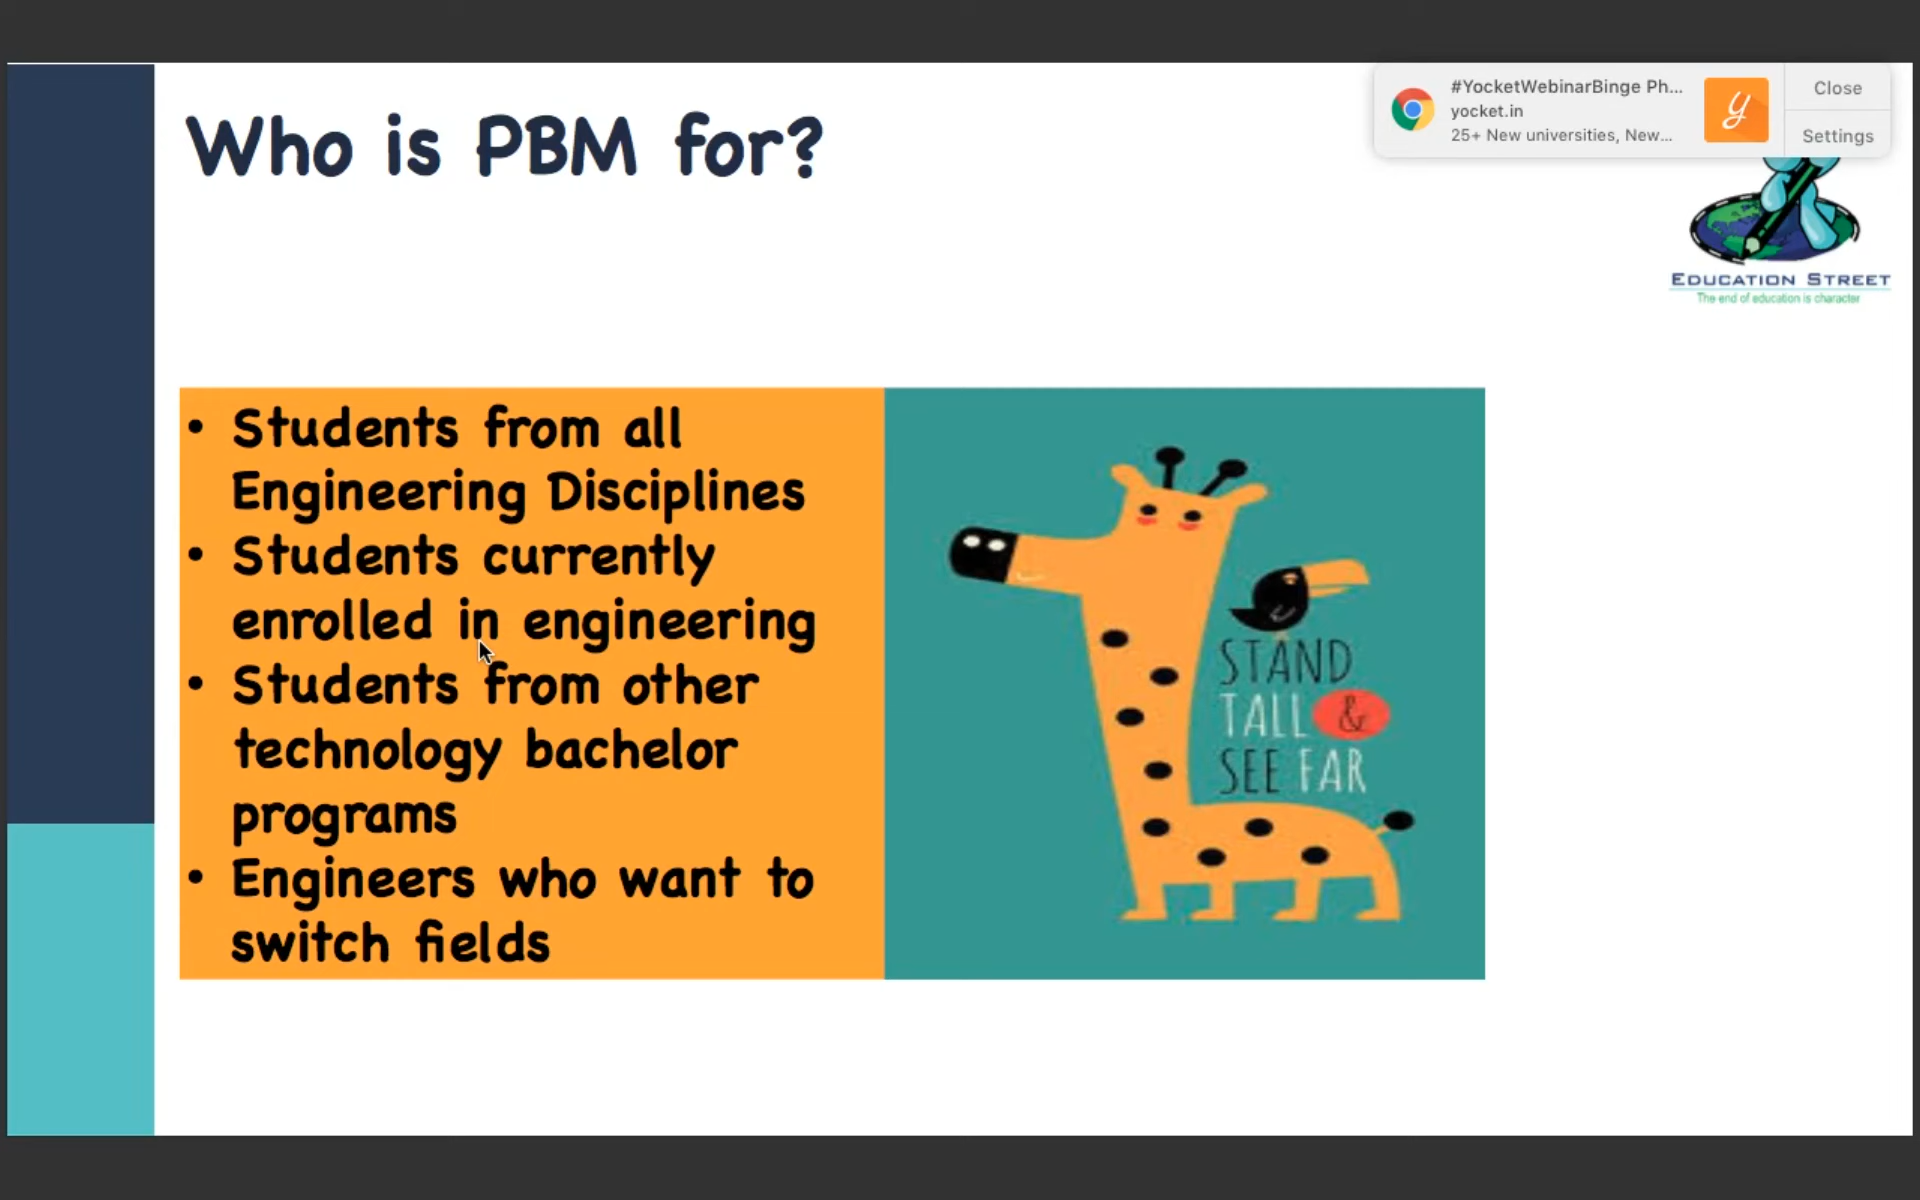 Who is PBM for?
#YocketWebinarBinge Ph...
yocket.in
25+ New universities, New...
y
Close
Settings
EDUCATION STREET
The end of education is character
• Students from all
Engineering Disciplines
• Students currently
enrolled in engineering
• Students from other
technology bachelor
programs
• Engineers who want to
switch fields
STAND
TALL &
SEE FAR